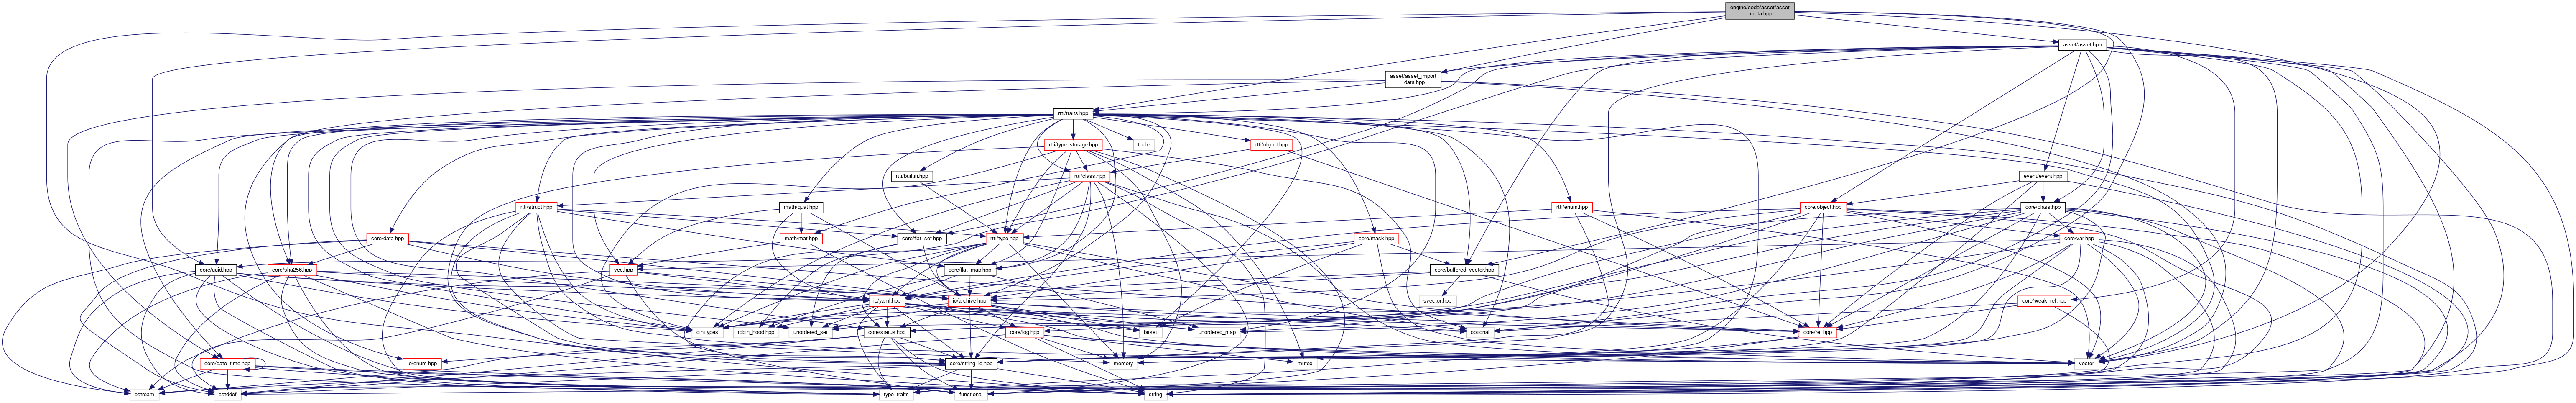 engine/code/asset/asset
_meta.hpp
asset/asset.hpp
asset/asset_import
_data.hpp
rtti/traits.hpp
rtti/type_storage.hpp
tuple
rtti/object.hpp
rtti/builtin.hpp
rtti/class.hpp
event/event.hpp
rtti/struct.hpp
math/quat.hpp
rtti/enum.hpp
core/object.hpp
core/class.hpp
core/data.hpp
math/mat.hpp
core/flat_set.hpp
rtti/type.hpp
core/mask.hpp
core/var.hpp
core/uuid.hpp
core/sha256.hpp
vec.hpp
core/flat_map.hpp
core/buffered_vector.hpp
io/yaml.hpp
io/archive.hpp
svector.hpp
core/weak_ref.hpp
cinttypes
robin_hood.hpp
unordered_set
core/status.hpp
core/log.hpp
bitset
unordered_map
optional
core/ref.hpp
core/date_time.hpp
io/enum.hpp
core/string_id.hpp
memory
mutex
vector
ostream
cstddef
type_traits
functional
string